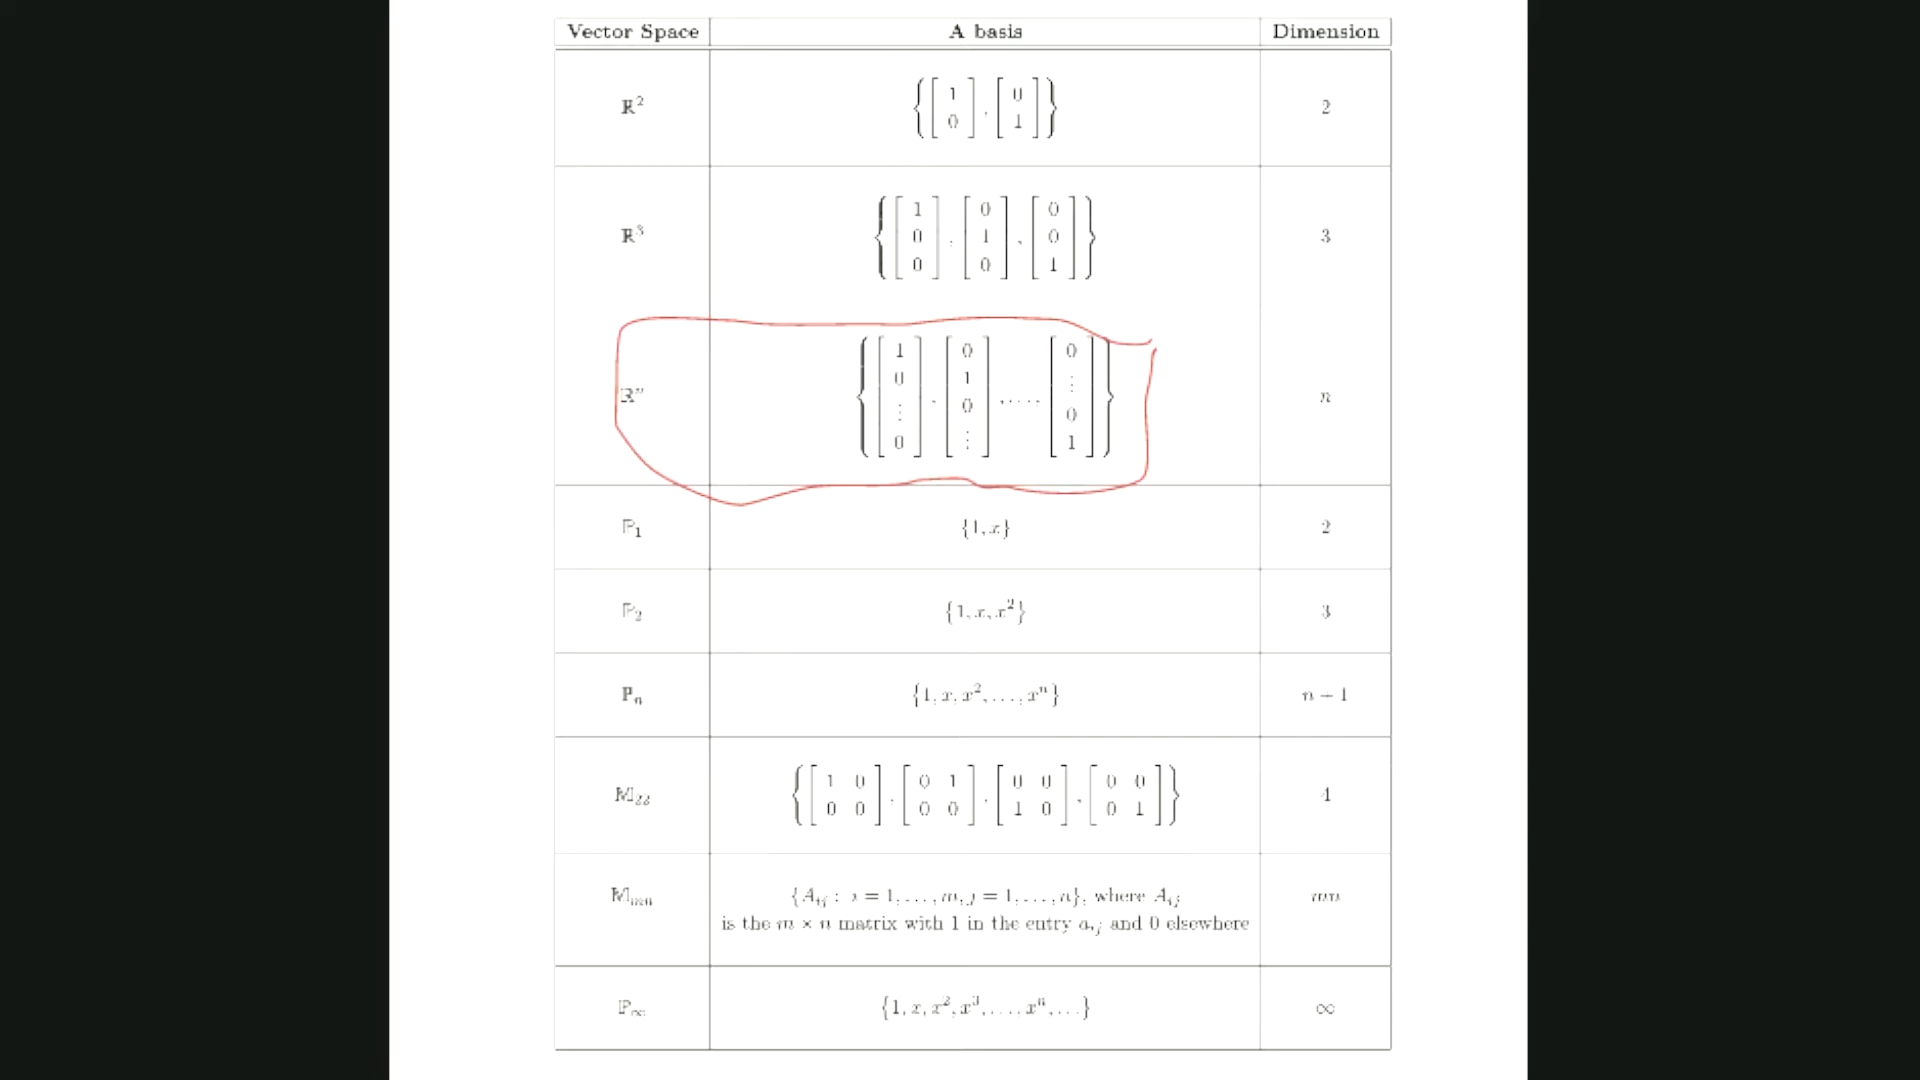 Vector Space A basis Dimension
ℝ² {[1 0], [0 1]} 2
ℝ³ {[1 0 0], [0 1 0], [0 0 1]} 3
ℝⁿ {[1 0 ⋮ 0], [0 1 0 ⋮], ...., [0 ⋮ 0 1]} n
ℙ₁ {1, x} 2
ℙ₂ {1, x, x²} 3
ℙₙ {1, x, x², ..., xⁿ} n + 1
𝕄₂₂ {[1 0 0 0], [0 1 0 0], [0 0 1 0], [0 0 0 1]} 4
𝕄ₘₙ {Aᵢⱼ : i = 1, ..., m, j = 1, ..., n}, where Aᵢⱼ mn
is the m × n matrix with 1 in the entry aᵢⱼ and 0 elsewhere
ℙ∞ {1, x, x², x³, ..., xⁿ, ...} ∞